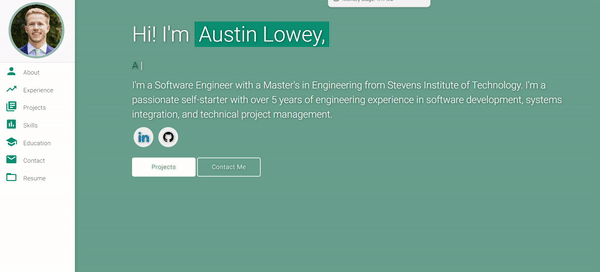 Hi! I'm Austin Lowey,
A
About
Experience
Projects
Skills
Education
Contact
Resume
I'm a Software Engineer with a Master's in Engineering from Stevens Institute of Technology. I'm a
passionate self-starter with over 5 years of engineering experience in software development, systems
integration, and technical project management.
in
Projects
Contact Me